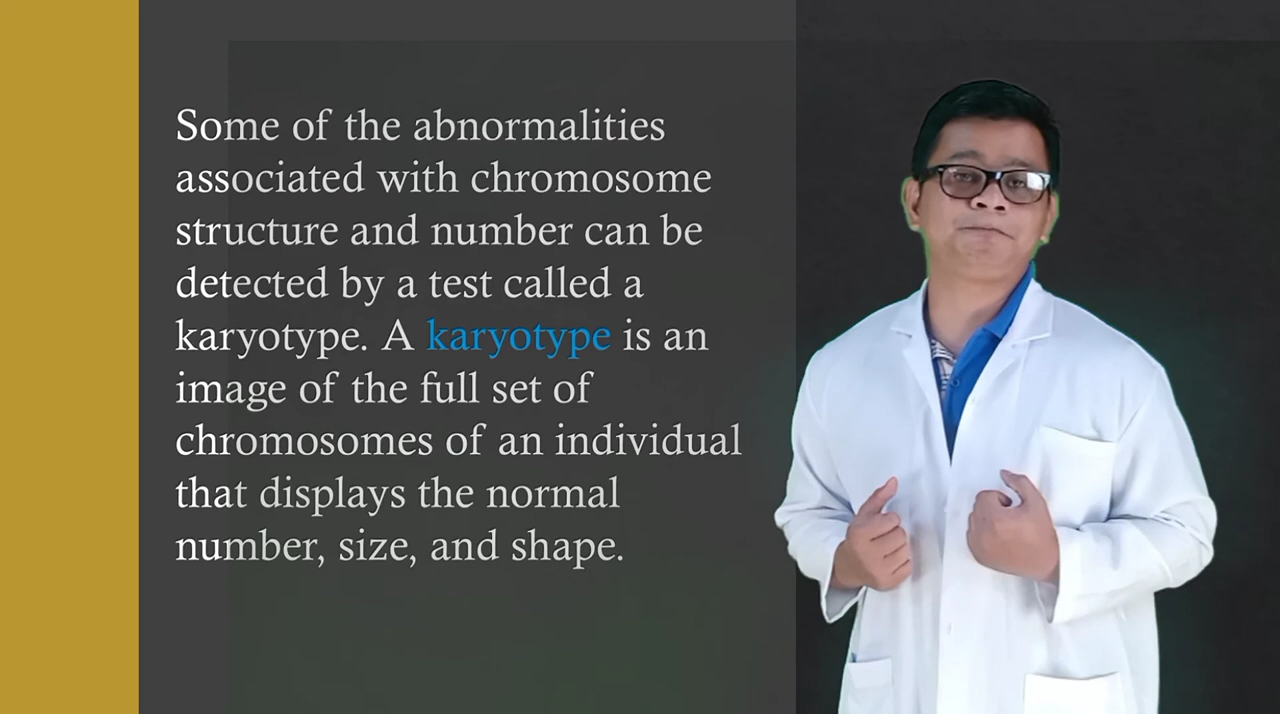 Some of the abnormalities
associated with chromosome
structure and number can be
detected by a test called a
karyotype. A karyotype is an
image of the full set of
chromosomes of an individual
that displays the normal
number, size, and shape.